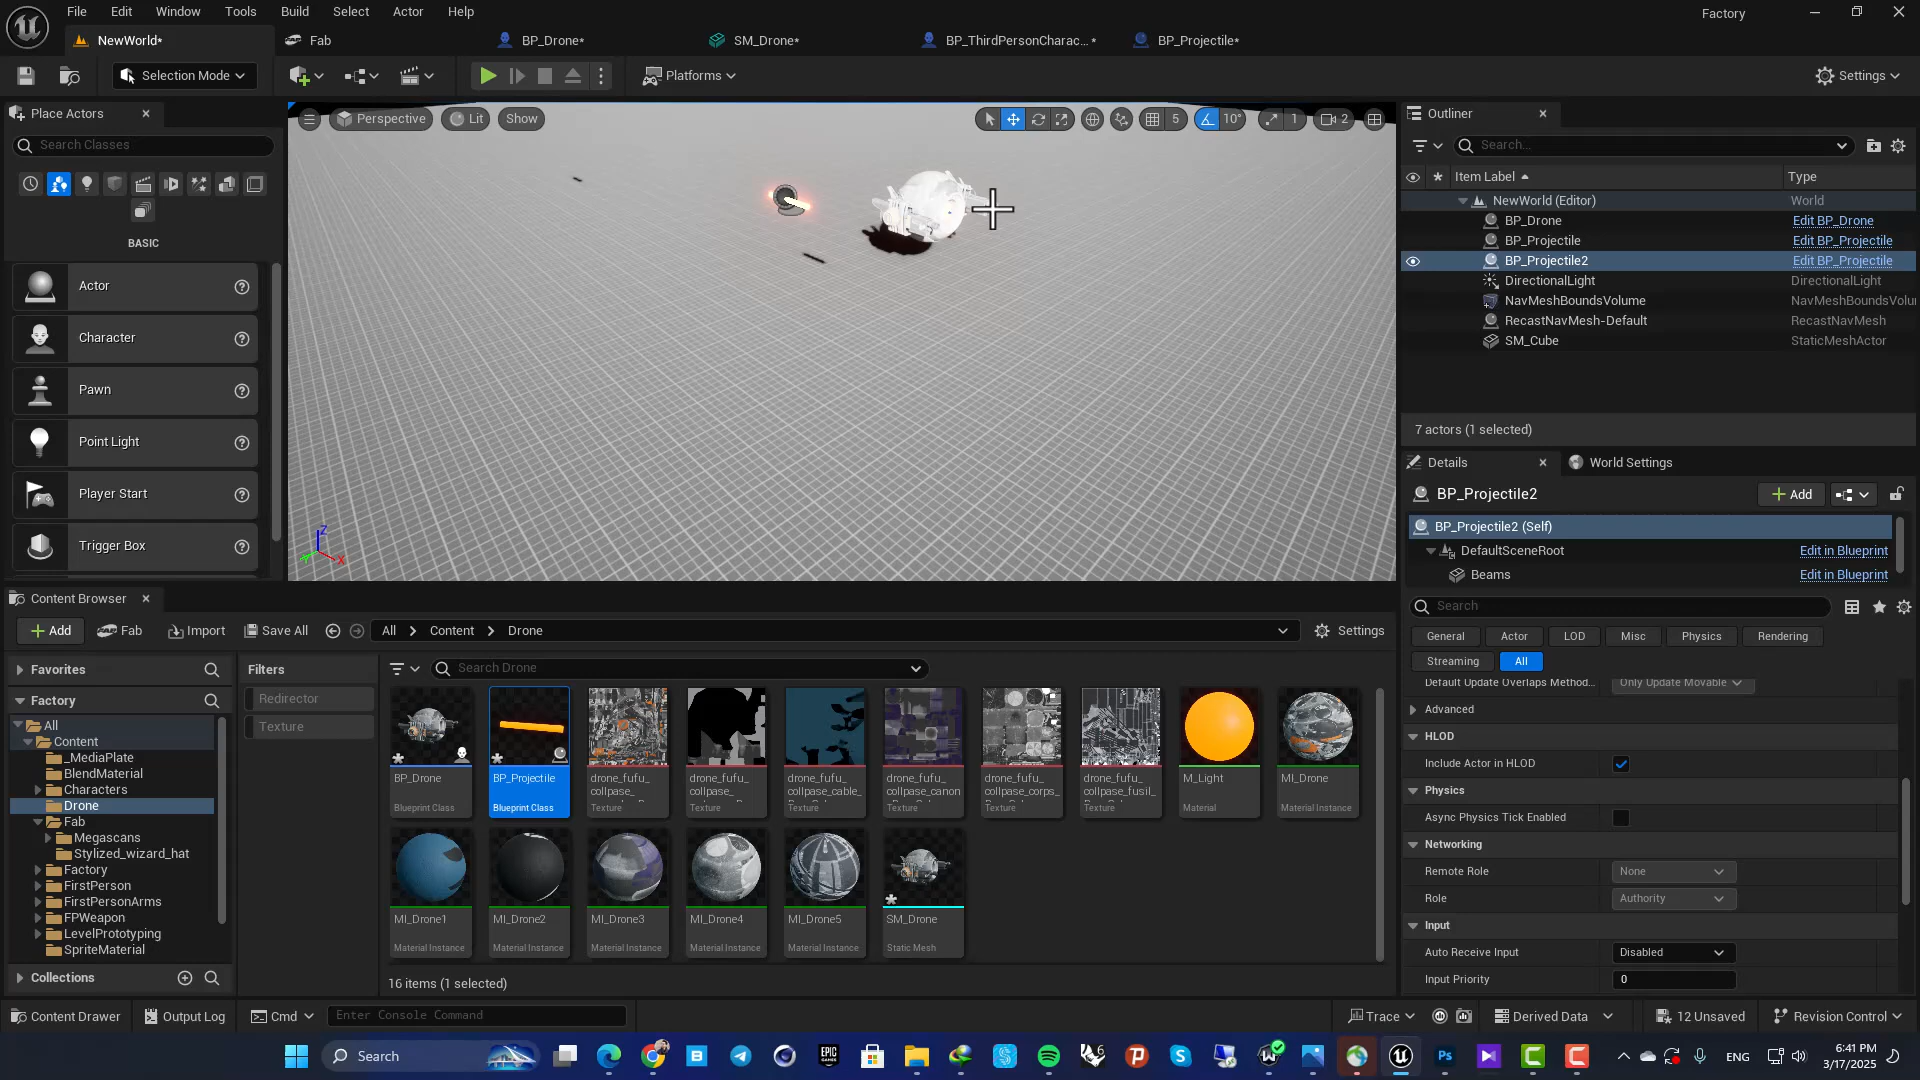 File Edit Window Tools Build Select Actor Help
Factory
NewWorld*
Fab
BP_Drone*
SM_Drone*
BP_ThirdPersonCharac...*
BP_Projectile*
Selection Mode
Platforms
Settings
Place Actors
Search Classes
BASIC
Actor
Character
Pawn
Point Light
Player Start
Trigger Box
Perspective
Lit
Show
5
10°
1
2
Z
X
Outliner
Search...
Item Label
Type
NewWorld (Editor)
World
BP_Drone
Edit BP_Drone
BP_Projectile
Edit BP_Projectile
BP_Projectile2
Edit BP_Projectile
DirectionalLight
DirectionalLight
NavMeshBoundsVolume
NavMeshBoundsVolu
RecastNavMesh-Default
RecastNavMesh
SM_Cube
StaticMeshActor
7 actors (1 selected)
Details
World Settings
BP_Projectile2
Add
BP_Projectile2 (Self)
DefaultSceneRoot
Edit in Blueprint
Beams
Edit in Blueprint
Search
General
Actor
LOD
Misc
Physics
Rendering
Streaming
All
Default Update Overlaps Method...
Only Update Movable
Advanced
HLOD
Include Actor in HLOD
Physics
Async Physics Tick Enabled
Networking
Remote Role
None
Role
Authority
Input
Auto Receive Input
Disabled
Input Priority
0
Content Browser
Add
Fab
Import
Save All
All
Content
Drone
Settings
Favorites
Factory
All
Content
_MediaPlate
BlendMaterial
Characters
Drone
Fab
Megascans
Stylized_wizard_hat
Factory
FirstPerson
FirstPersonArms
FPWeapon
LevelPrototyping
SpriteMaterial
Collections
Filters
Redirector
Texture
Search Drone
BP_Drone
Blueprint Class
BP_Projectile
Blueprint Class
drone_fufu_
collpase_
Texture
drone_fufu_
collpase_
Texture
drone_fufu_
collpase_cable_
Texture
drone_fufu_
collpase_canon
Texture
drone_fufu_
collpase_corps_
Texture
drone_fufu_
collpase_fusil_
Texture
M_Light
Material
MI_Drone
Material Instance
MI_Drone1
Material Instance
MI_Drone2
Material Instance
MI_Drone3
Material Instance
MI_Drone4
Material Instance
MI_Drone5
Material Instance
SM_Drone
Static Mesh
16 items (1 selected)
Content Drawer
Output Log
Cmd
Enter Console Command
Trace
Derived Data
12 Unsaved
Revision Control
Search
EPIC
GAMES
6
Ps
ENG
6:41 PM
3/17/2025